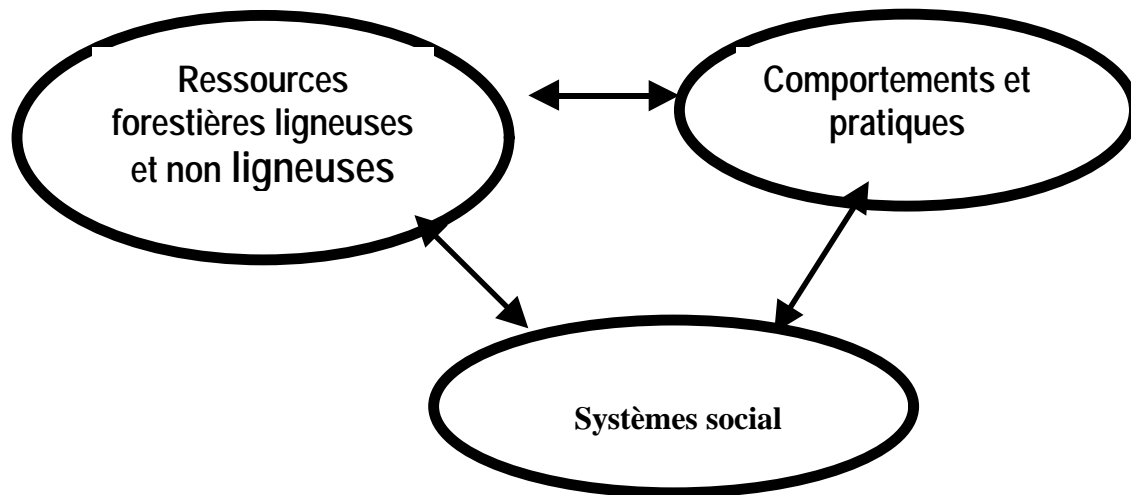 Ressources
forestières ligneuses
et non ligneuses
Comportements et
pratiques
Systèmes social